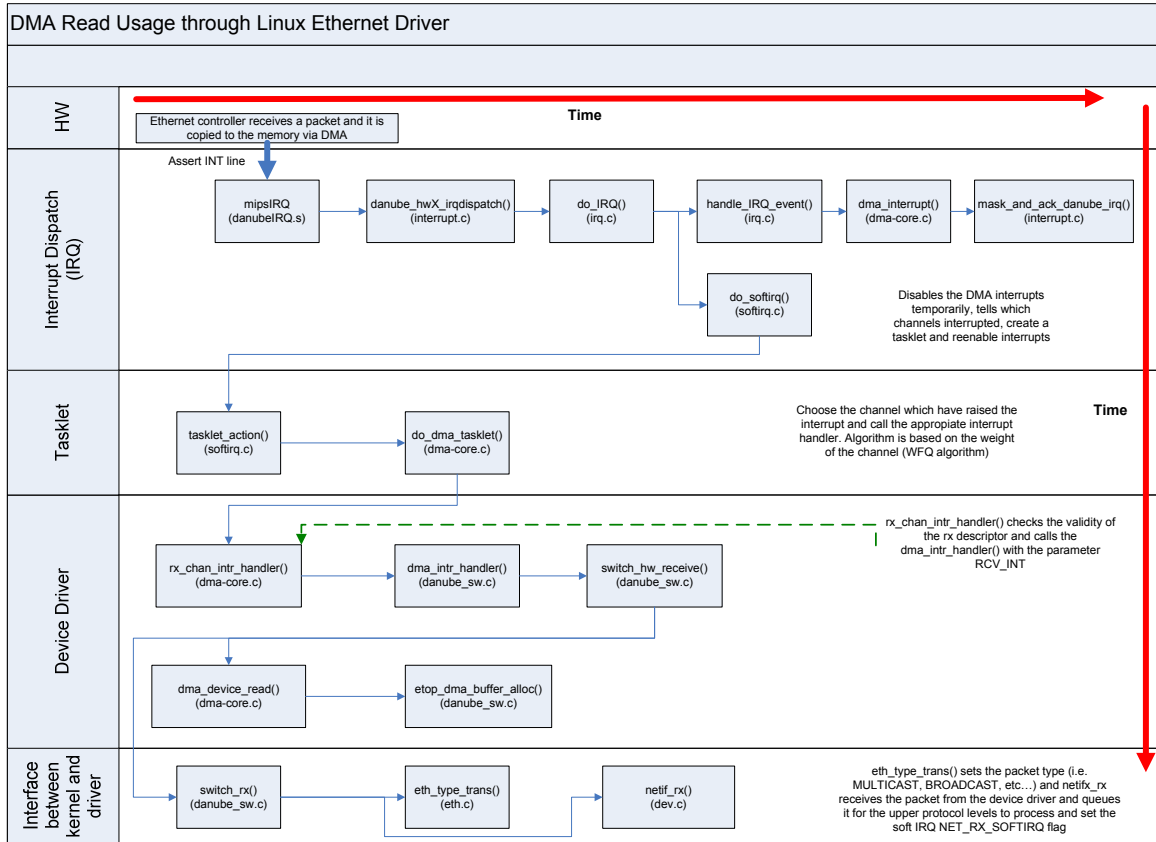 DMA Read Usage through Linux Ethernet Driver
HW
Time
Ethernet controller receives a packet and it is
copied to the memory via DMA
Interrupt Dispatch
(IRQ)
Assert INT line
mipsIRQ
(danubeIRQ.s)
danube_hwX_irqdispatch()
(interrupt.c)
do_IRQ()
(irq.c)
handle_IRQ_event()
(irq.c)
dma_interrupt()
(dma-core.c)
mask_and_ack_danube_irq()
(interrupt.c)
do_softirq()
(softirq.c)
Disables the DMA interrupts
temporarily, tells which
channels interrupted, create a
tasklet and reenable interrupts
Tasklet
tasklet_action()
(softirq.c)
do_dma_tasklet()
(dma-core.c)
Choose the channel which have raised the
interrupt and call the appropiate interrupt
handler. Algorithm is based on the weight
of the channel (WFQ algorithm)
Time
Device Driver
rx_chan_intr_handler()
(dma-core.c)
dma_intr_handler()
(danube_sw.c)
switch_hw_receive()
(danube_sw.c)
rx_chan_intr_handler() checks the validity of
the rx descriptor and calls the
dma_intr_handler() with the parameter
RCV_INT
dma_device_read()
(dma-core.c)
etop_dma_buffer_alloc()
(danube_sw.c)
Interface
between
kernel and
driver
switch_rx()
(danube_sw.c)
eth_type_trans()
(eth.c)
netif_rx()
(dev.c)
eth_type_trans() sets the packet type (i.e.
MULTICAST, BROADCAST, etc...) and netifx_rx
receives the packet from the device driver and queues
it for the upper protocol levels to process and set the
soft IRQ NET_RX_SOFTIRQ flag